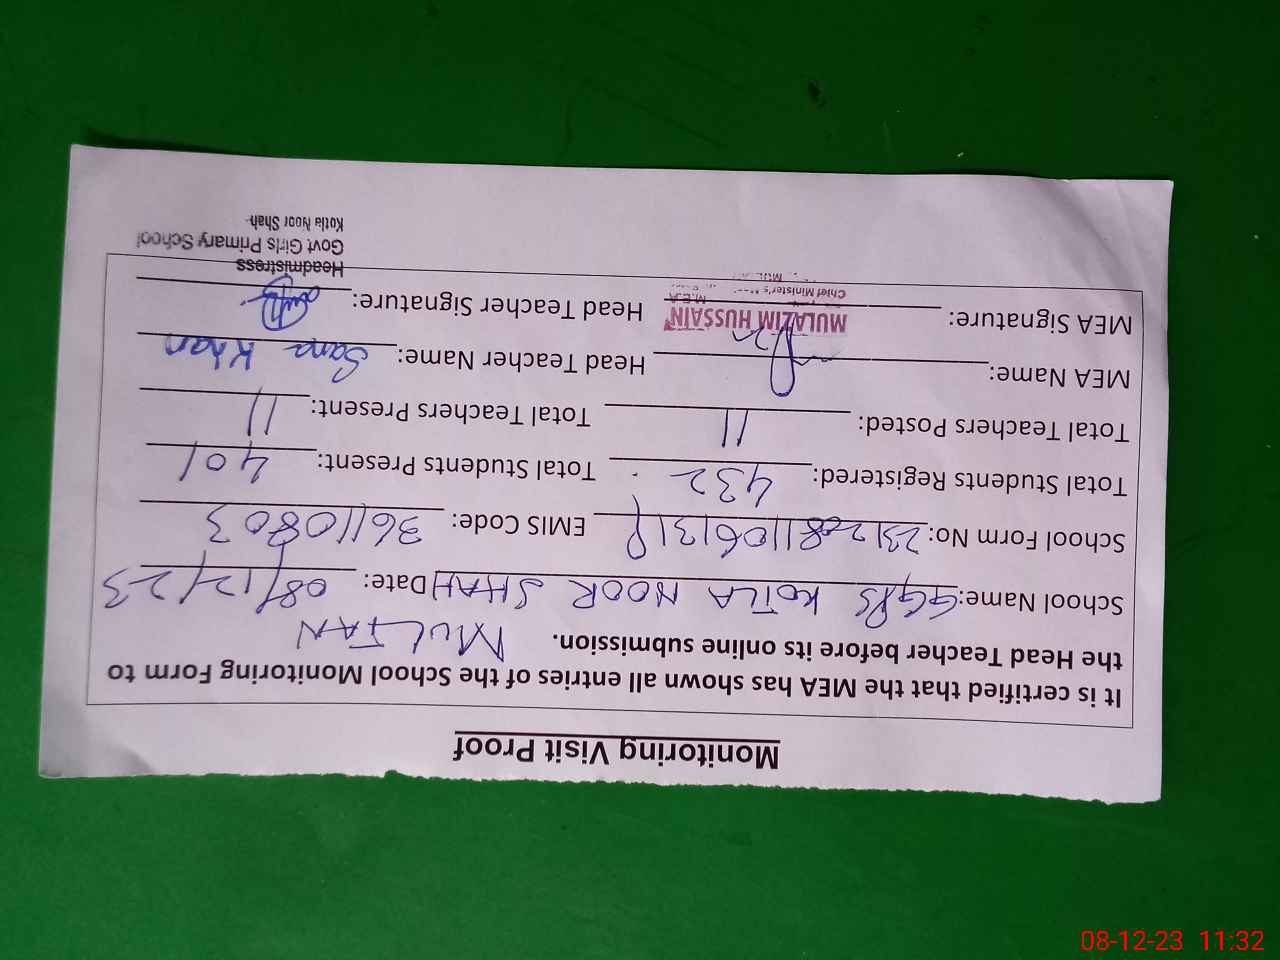 Monitoring Visit Proof
It is certified that the MEA has shown all entries of the School Monitoring Form to
the Head Teacher before its online submission. MULTAN
School Name: GGPS KOTLA NOOR SHAH Date: 08/12/23
School Form No: EMIS Code: 36110803
Total Students Registered: 432 Total Students Present: 401
Total Teachers Posted: 11 Total Teachers Present: 11
MEA Name: Head Teacher Name: Sana Khan
MULAZIM HUSSAIN
MEA Signature: M.E.A Head Teacher Signature:
Chief Minister's
Headmistress
Govt Girls Primary School
Kotla Noor Shah
08-12-23 11:32